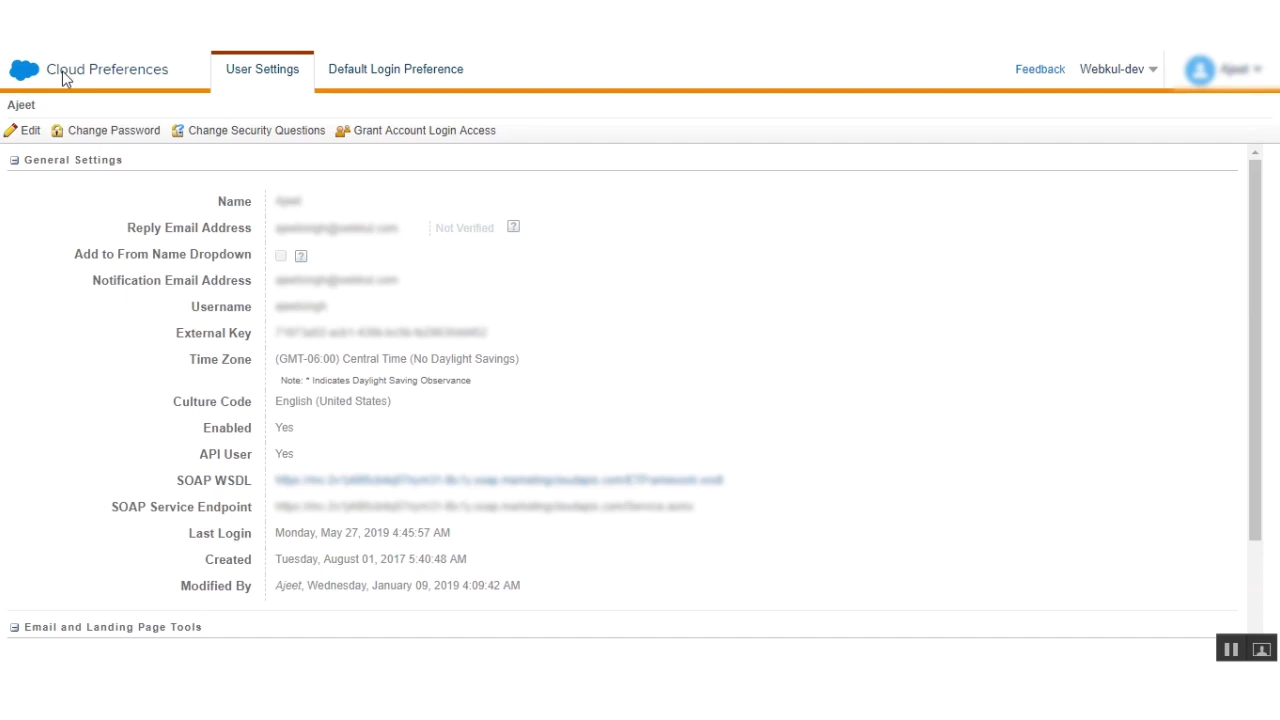 Cloud Preferences
User Settings
Default Login Preference
Feedback
Webkul-dev
Ajeet
Edit
Change Password
Change Security Questions
Grant Account Login Access
General Settings
Name
Reply Email Address
Not Verified
?
Add to From Name Dropdown
?
Notification Email Address
Username
External Key
Time Zone (GMT-06:00) Central Time (No Daylight Savings)
Note: * Indicates Daylight Saving Observance
Culture Code English (United States)
Enabled Yes
API User Yes
SOAP WSDL
SOAP Service Endpoint
Last Login Monday, May 27, 2019 4:45:57 AM
Created Tuesday, August 01, 2017 5:40:48 AM
Modified By Ajeet, Wednesday, January 09, 2019 4:09:42 AM
Email and Landing Page Tools